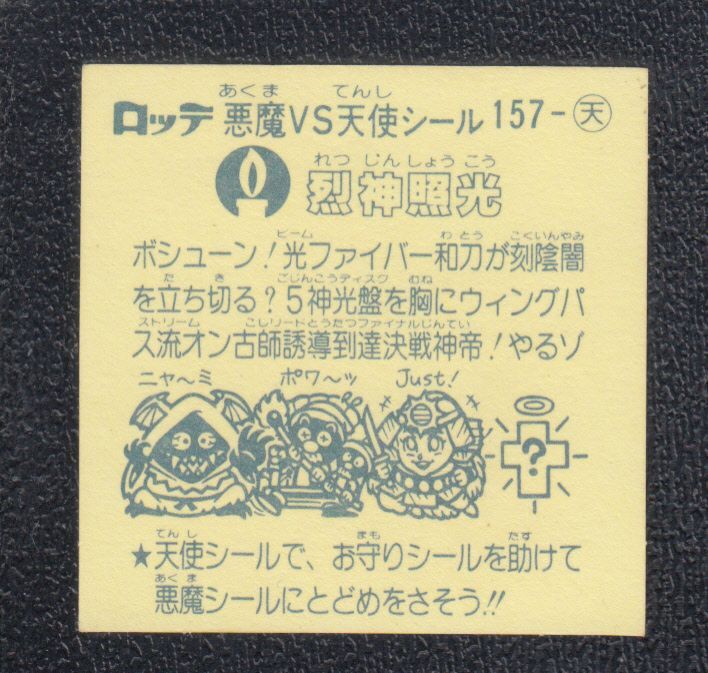 あくま てんし
ロッテ 悪魔VS天使シール 157-天
れつ じん しょう こう
烈神照光
ビーム わとう こくいんやみ
ボシューン!光ファイバー和刀が刻陰闇
た き ごじんこうディスク むね
を立ち切る?5神光盤を胸にウィングパ
ストリーム こしリードとうたつファイナルじんてい
ス流オン古師誘導到達決戦神帝!やるゾ
ニャ〜ミ ポワ〜ッ Just!
?
てんし まも たす
★天使シールで、お守りシールを助けて
あくま
悪魔シールにとどめをさそう!!